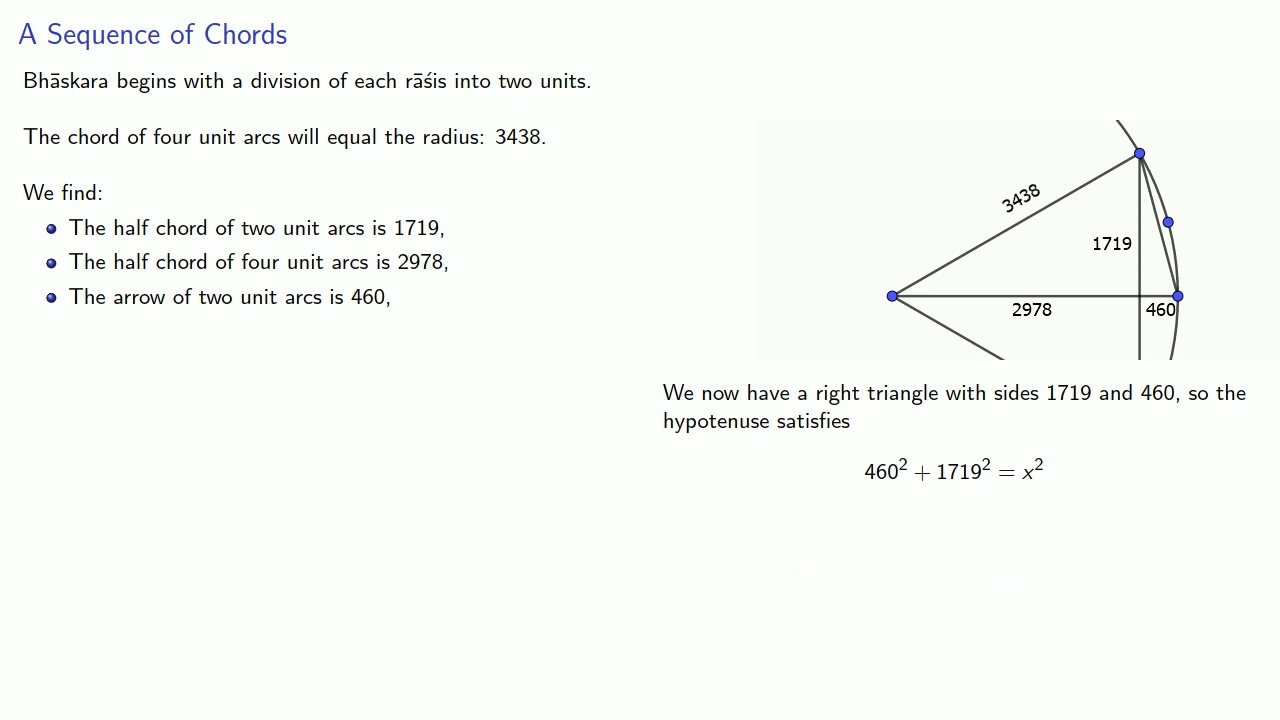 A Sequence of Chords
Bhāskara begins with a division of each rāśis into two units.
The chord of four unit arcs will equal the radius: 3438.
We find:
The half chord of two unit arcs is 1719,
The half chord of four unit arcs is 2978,
The arrow of two unit arcs is 460,
3438
1719
2978
460
We now have a right triangle with sides 1719 and 460, so the
hypotenuse satisfies
460² + 1719² = x²